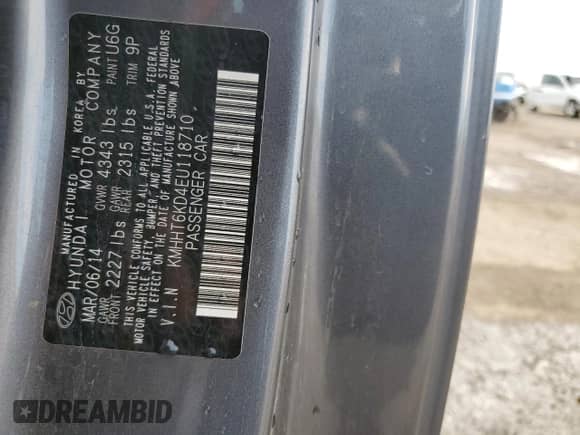 MANUFACTURED IN KOREA BY
HYUNDAI MOTOR COMPANY
MAR/06/14 GVWR 4343 lbs PAINT U6G
GAWR FRONT 2227 lbs GAWR REAR 2315 lbs TRIM 9P
THIS VEHICLE CONFORMS TO ALL APPLICABLE U.S.A. FEDERAL
MOTOR VEHICLE SAFETY, BUMPER, AND THEFT PREVENTION STANDARDS
IN EFFECT ON THE DATE OF MANUFACTURE SHOWN ABOVE
V.I.N KMHHT6KD4EU118710
PASSENGER CAR
DREAMBID